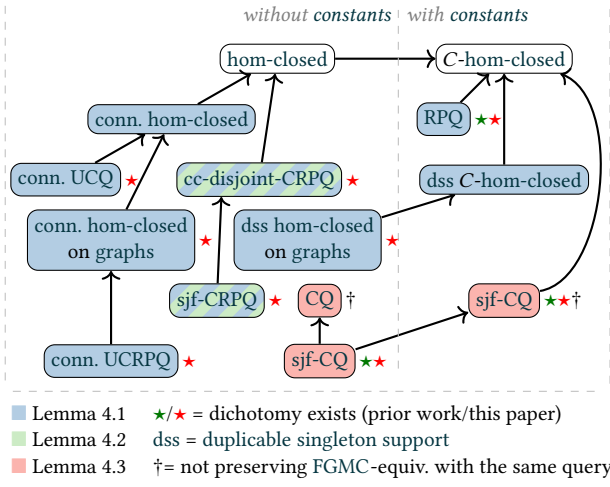 without constants with constants
hom-closed
C-hom-closed
conn. hom-closed
RPQ ★★
conn. UCQ ★
cc-disjoint-CRPQ ★
dss C-hom-closed
conn. hom-closed
on graphs ★
dss hom-closed
on graphs ★
sjf-CRPQ ★
CQ †
sjf-CQ ★★†
conn. UCRPQ ★
sjf-CQ ★★
Lemma 4.1 ★/★ = dichotomy exists (prior work/this paper)
Lemma 4.2 dss = duplicable singleton support
Lemma 4.3 †= not preserving FGMC-equiv. with the same query